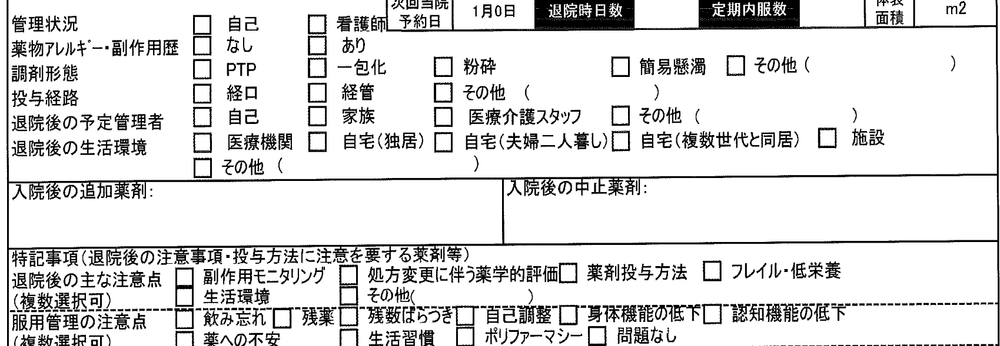 次回当院 予約日 1月0日 退院時日数 定期内服数 体表面積 m2
管理状況 □ 自己 □ 看護師
薬物アレルギー・副作用歴 □ なし □ あり
調剤形態 □ PTP □ 一包化 □ 粉砕 □ 簡易懸濁 □ その他 ( )
投与経路 □ 経口 □ 経管 □ その他 ( )
退院後の予定管理者 □ 自己 □ 家族 □ 医療介護スタッフ □ その他 ( )
退院後の生活環境 □ 医療機関 □ 自宅(独居) □ 自宅(夫婦二人暮し) □ 自宅(複数世代と同居) □ 施設
□ その他 ( )
入院後の追加薬剤: 入院後の中止薬剤:
特記事項(退院後の注意事項・投与方法に注意を要する薬剤等)
退院後の主な注意点 □ 副作用モニタリング □ 処方変更に伴う薬学的評価 □ 薬剤投与方法 □ フレイル・低栄養
(複数選択可) □ 生活環境 □ その他( )
服用管理の注意点 □ 飲み忘れ □ 残薬 □ 残数ばらつき □ 自己調整 □ 身体機能の低下 □ 認知機能の低下
(複数選択可) □ 薬への不安 □ 生活習慣 □ ポリファーマシー □ 問題なし